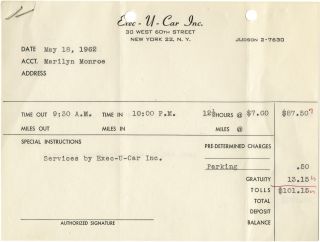 Exec - U - Car Inc.
30 WEST 60TH STREET
NEW YORK 22, N. Y.
JUDSON 2-7630
DATE May 18, 1962
ACCT. Marilyn Monroe
ADDRESS
TIME OUT 9:30 A.M. TIME IN 10:00 P.M. 12½ HOURS @ $7.00 $87.50
MILES OUT MILES IN MILES @
SPECIAL INSTRUCTIONS PRE-DETERMINED CHARGES
Services by Exec-U-Car Inc.
Parking .50
GRATUITY 13.15
TOLLS $101.15
TOTAL
DEPOSIT
BALANCE
AUTHORIZED SIGNATURE